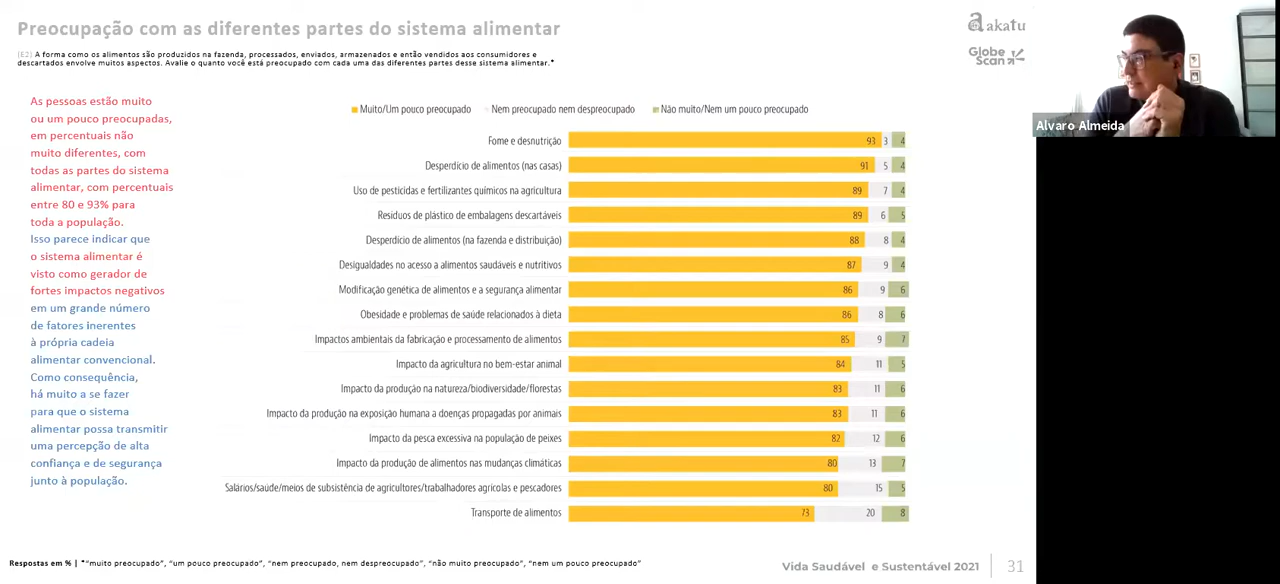 Preocupação com as diferentes partes do sistema alimentar
(E2) A forma como os alimentos são produzidos na fazenda, processados, enviados, armazenados e então vendidos aos consumidores e
descartados envolve muitos aspectos. Avalie o quanto você está preocupado com cada uma das diferentes partes desse sistema alimentar.*
akatu
Globe
Scan
Alvaro Almeida
As pessoas estão muito
ou um pouco preocupadas,
em percentuais não
muito diferentes, com
todas as partes do sistema
alimentar, com percentuais
entre 80 e 93% para
toda a população.
Isso parece indicar que
o sistema alimentar é
visto como gerador de
fortes impactos negativos
em um grande número
de fatores inerentes
à própria cadeia
alimentar convencional.
Como consequência,
há muito a se fazer
para que o sistema
alimentar possa transmitir
uma percepção de alta
confiança e de segurança
junto à população.
Muito/Um pouco preocupado Nem preocupado nem despreocupado Não muito/Nem um pouco preocupado
Fome e desnutrição 93 3 4
Desperdício de alimentos (nas casas) 91 5 4
Uso de pesticidas e fertilizantes químicos na agricultura 89 7 4
Resíduos de plástico de embalagens descartáveis 89 6 5
Desperdício de alimentos (na fazenda e distribuição) 88 8 4
Desigualdades no acesso a alimentos saudáveis e nutritivos 87 9 4
Modificação genética de alimentos e a segurança alimentar 86 9 6
Obesidade e problemas de saúde relacionados à dieta 86 8 6
Impactos ambientais da fabricação e processamento de alimentos 85 9 7
Impacto da agricultura no bem-estar animal 84 11 5
Impacto da produção na natureza/biodiversidade/florestas 83 11 6
Impacto da produção na exposição humana a doenças propagadas por animais 83 11 6
Impacto da pesca excessiva na população de peixes 82 12 6
Impacto da produção de alimentos nas mudanças climáticas 80 13 7
Salários/saúde/meios de subsistência de agricultores/trabalhadores agrícolas e pescadores 80 15 5
Transporte de alimentos 73 20 8
Respostas em % | *"muito preocupado", "um pouco preocupado", "nem preocupado, nem despreocupado", "não muito preocupado", "nem um pouco preocupado"
Vida Saudável e Sustentável 2021 31